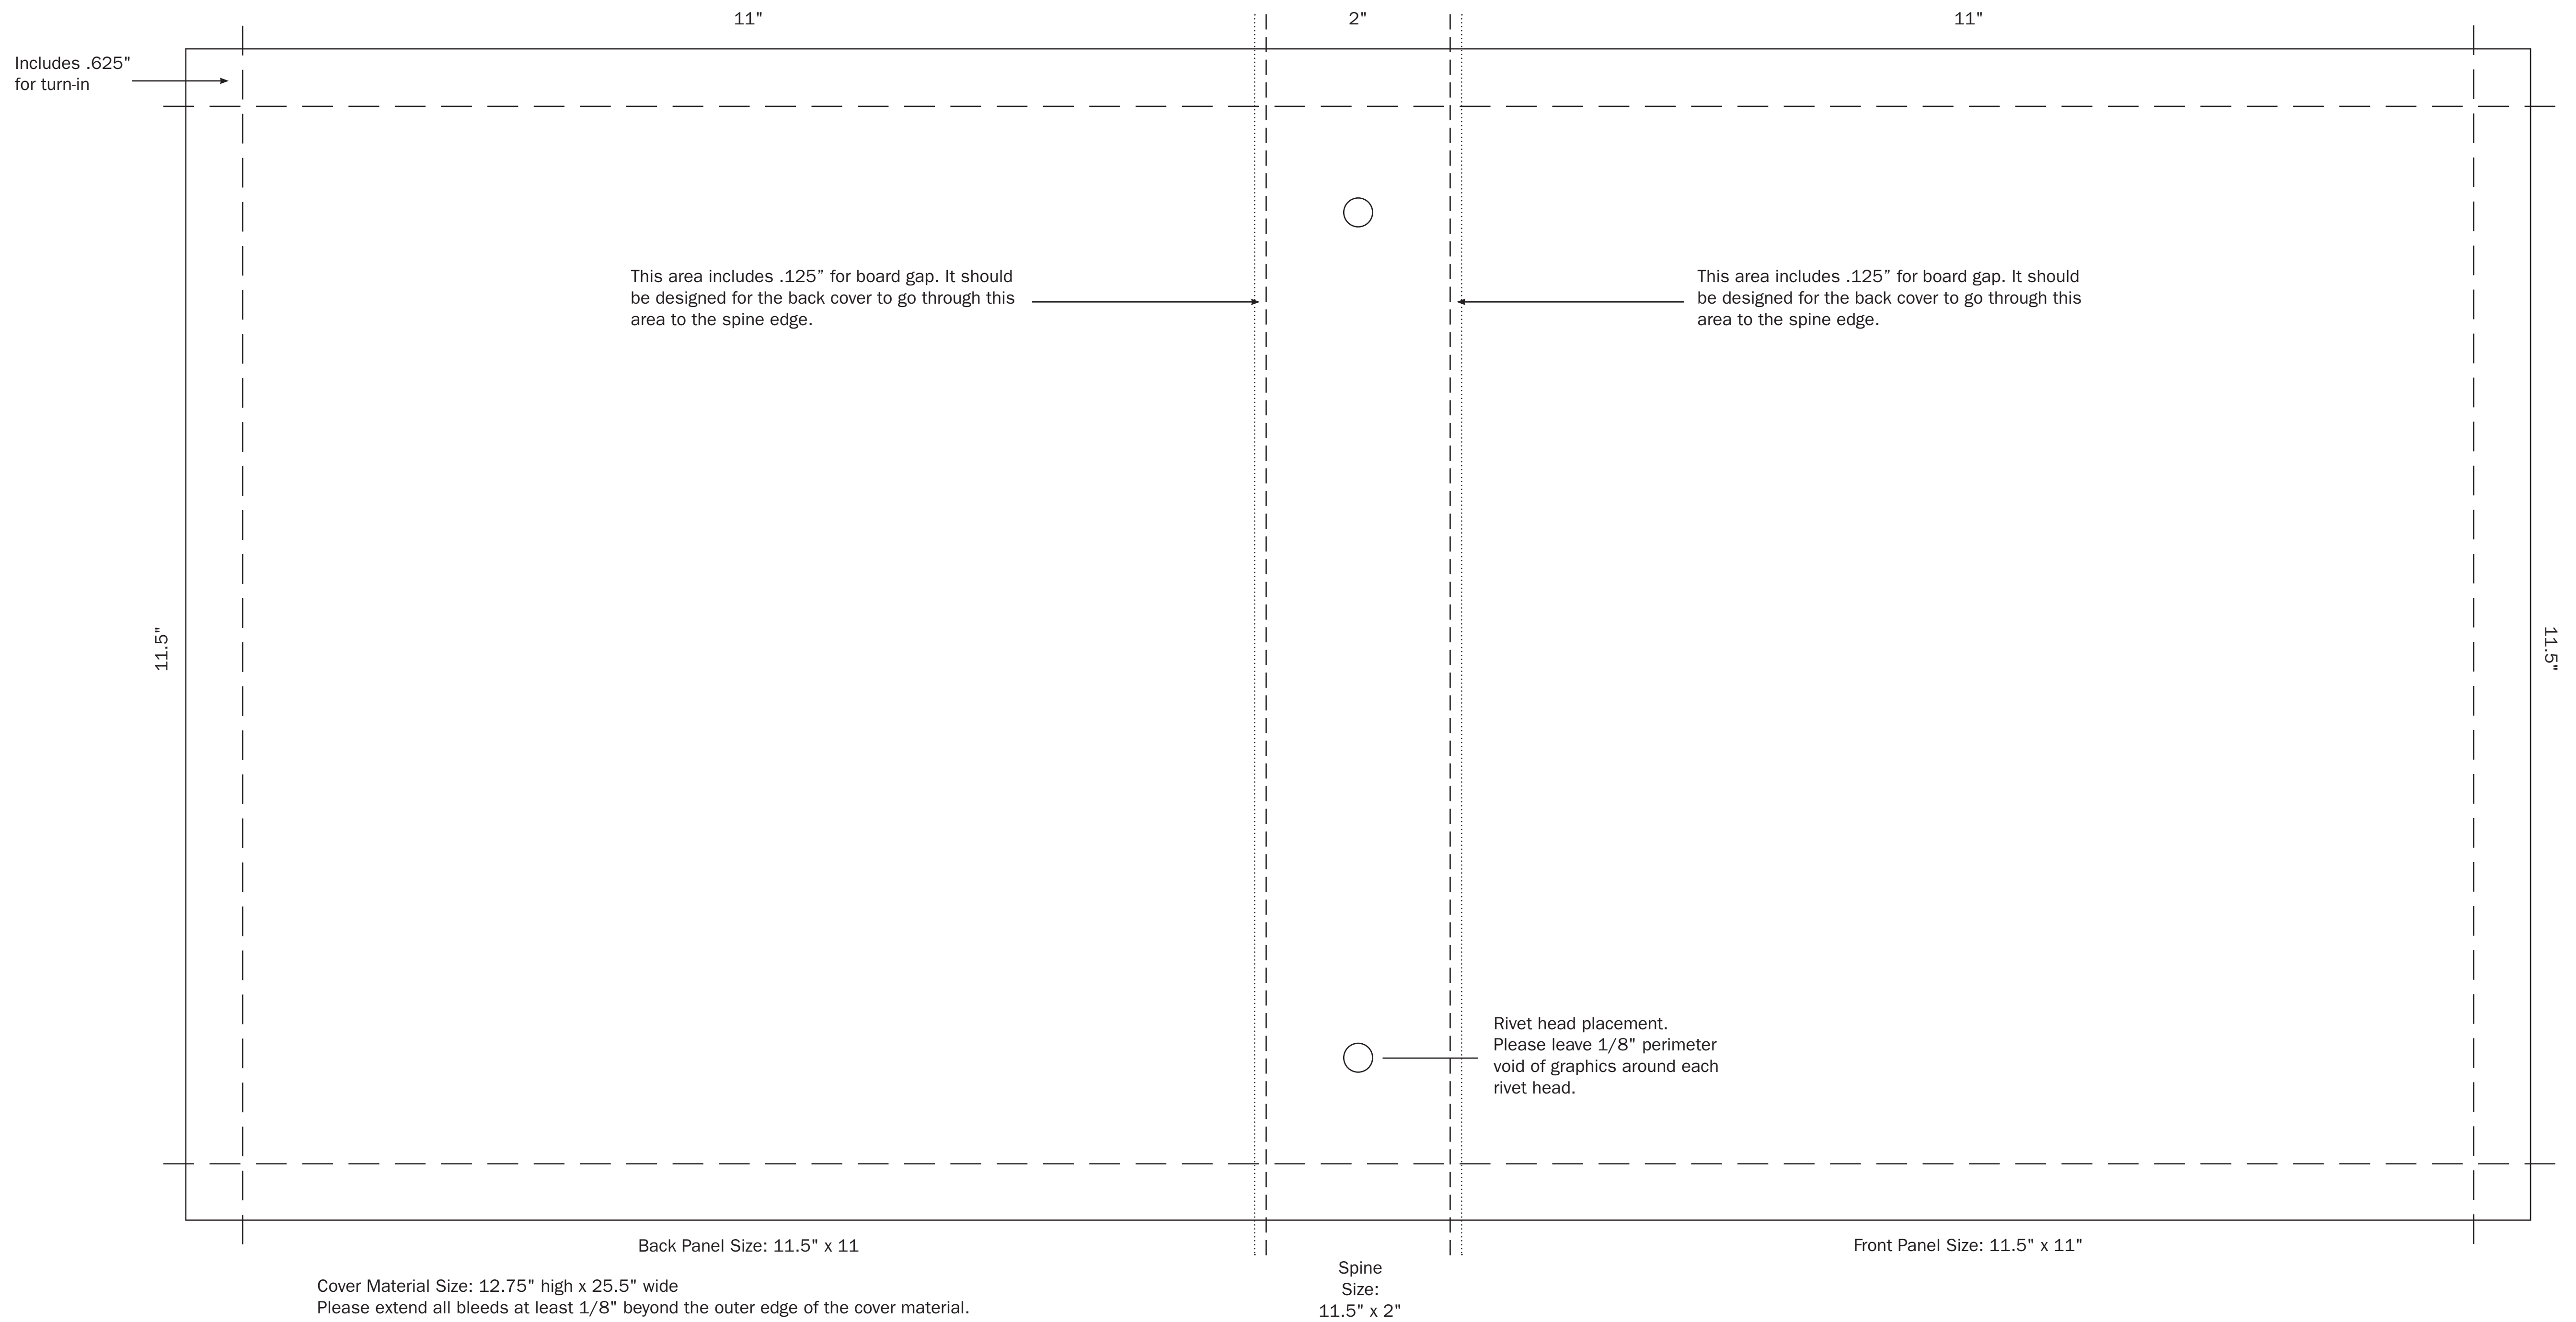 11"
2"
11"
Includes .625"
for turn-in
This area includes .125” for board gap. It should
be designed for the back cover to go through this
area to the spine edge.
This area includes .125” for board gap. It should
be designed for the back cover to go through this
area to the spine edge.
11.5"
11.5"
Rivet head placement.
Please leave 1/8" perimeter
void of graphics around each
rivet head.
Back Panel Size: 11.5" x 11
Front Panel Size: 11.5" x 11"
Cover Material Size: 12.75" high x 25.5" wide
Please extend all bleeds at least 1/8" beyond the outer edge of the cover material.
Spine
Size:
11.5" x 2"